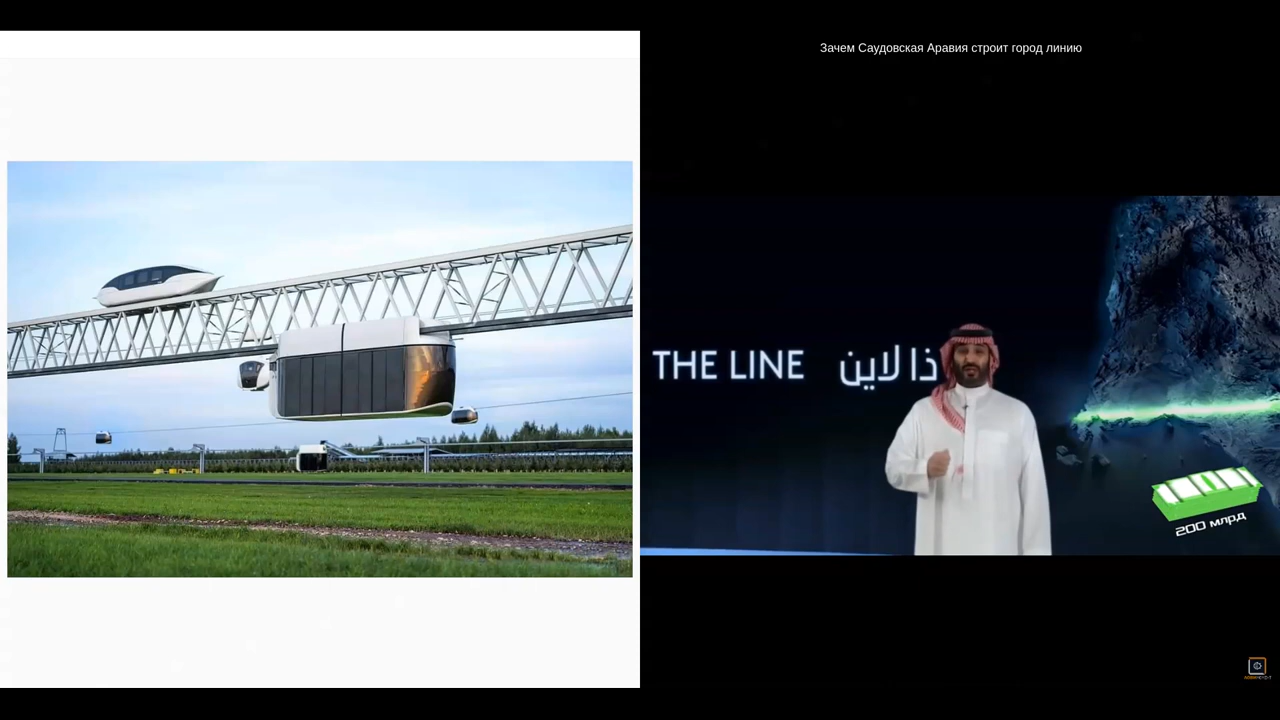 Зачем Саудовская Аравия строит город линию
THE LINE ذا لاين
200 млрд